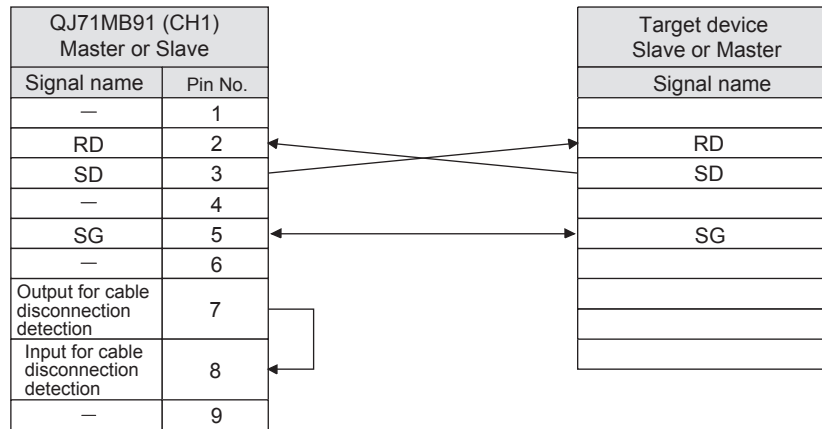 QJ71MB91 (CH1)
Master or Slave
Signal name Pin No.
— 1
RD 2
SD 3
— 4
SG 5
— 6
Output for cable
disconnection
detection
7
Input for cable
disconnection
detection
8
— 9
Target device
Slave or Master
Signal name
RD
SD
SG